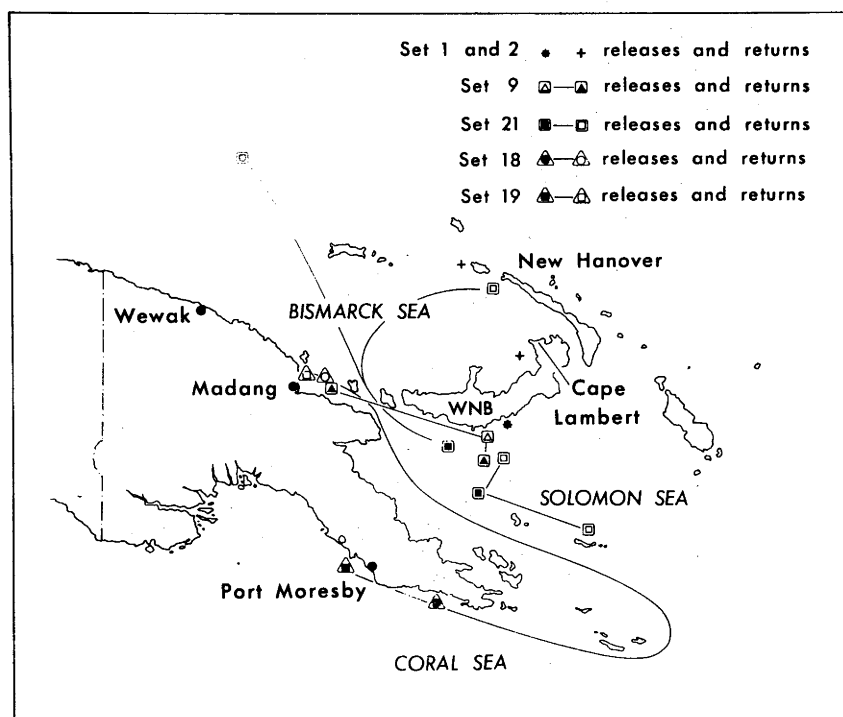 Set 1 and 2 * + releases and returns
Set 9 releases and returns
Set 21 releases and returns
Set 18 releases and returns
Set 19 releases and returns
New Hanover
BISMARCK SEA
Wewak
Madang
WNB
Cape
Lambert
SOLOMON SEA
Port Moresby
CORAL SEA